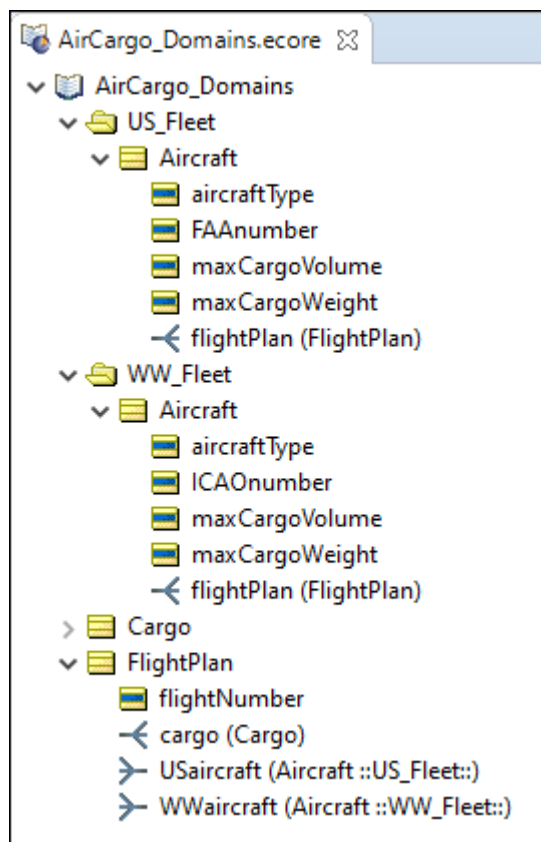 AirCargo_Domains.ecore
AirCargo_Domains
US_Fleet
Aircraft
aircraftType
FAAnumber
maxCargoVolume
maxCargoWeight
flightPlan (FlightPlan)
WW_Fleet
Aircraft
aircraftType
ICAOnumber
maxCargoVolume
maxCargoWeight
flightPlan (FlightPlan)
Cargo
FlightPlan
flightNumber
cargo (Cargo)
USaircraft (Aircraft ::US_Fleet::)
WWaircraft (Aircraft ::WW_Fleet::)